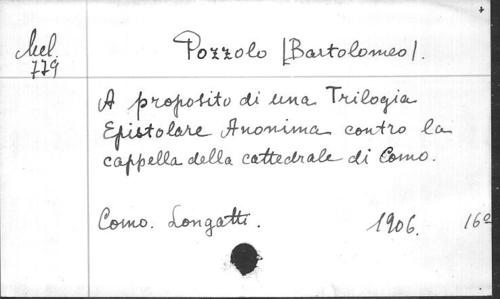 Mel.
779
Pozzolo [Bartolomeo].
A proposito di una Trilogia
Epistolare Anonima contro la
cappella della cattedrale di Como.
Como. Longatti. 1906. 16º